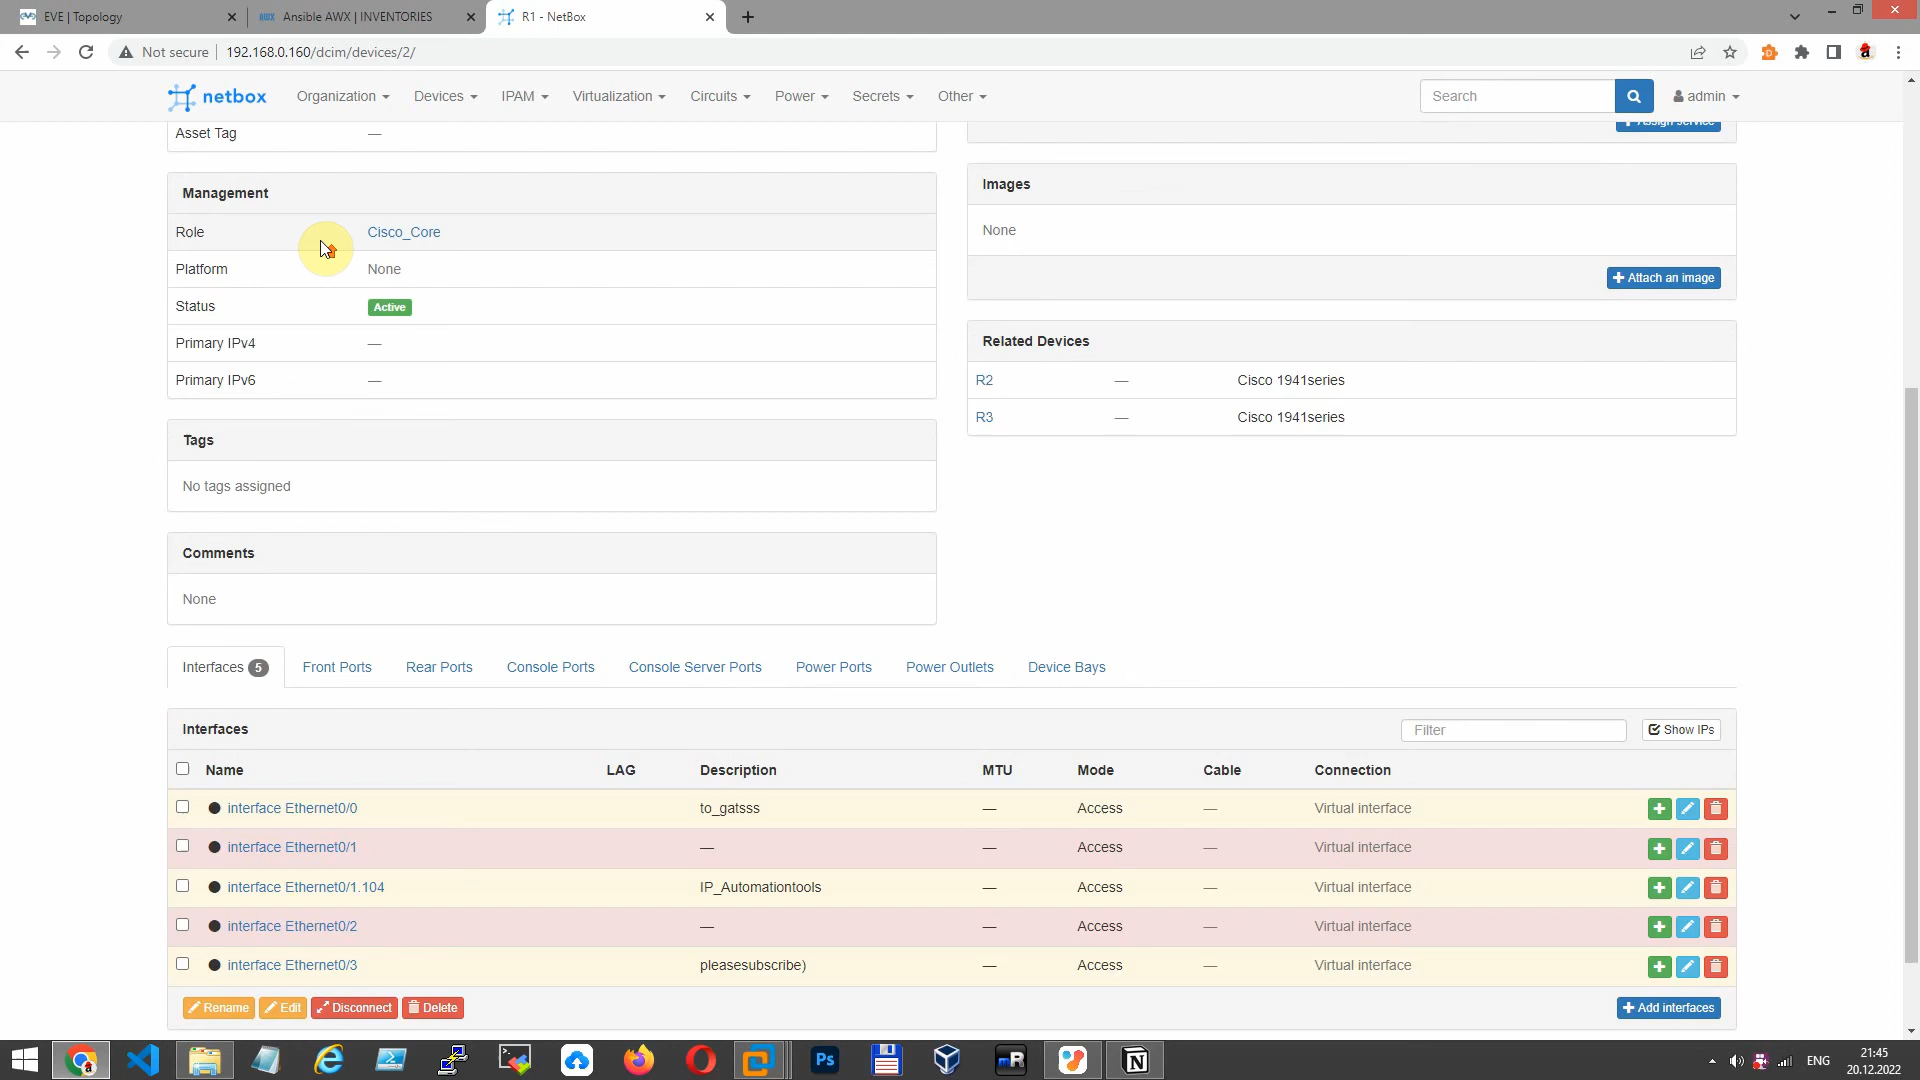 EVE | Topology
AWX Ansible AWX | INVENTORIES
R1 - NetBox
Not secure 192.168.0.160/dcim/devices/2/
netbox Organization Devices IPAM Virtualization Circuits Power Secrets Other Search admin
Asset Tag —
Management
Role Cisco_Core
Platform None
Status Active
Primary IPv4 —
Primary IPv6 —
Tags
No tags assigned
Comments
None
Assign service
Images
None
Attach an image
Related Devices
R2 — Cisco 1941series
R3 — Cisco 1941series
Interfaces 5 Front Ports Rear Ports Console Ports Console Server Ports Power Ports Power Outlets Device Bays
Interfaces Filter Show IPs
Name LAG Description MTU Mode Cable Connection
interface Ethernet0/0 to_gatsss — Access — Virtual interface
interface Ethernet0/1 — — Access — Virtual interface
interface Ethernet0/1.104 IP_Automationtools — Access — Virtual interface
interface Ethernet0/2 — — Access — Virtual interface
interface Ethernet0/3 pleasesubscribe) — Access — Virtual interface
Rename Edit Disconnect Delete Add interfaces
Ps mR ENG 21:45
20.12.2022